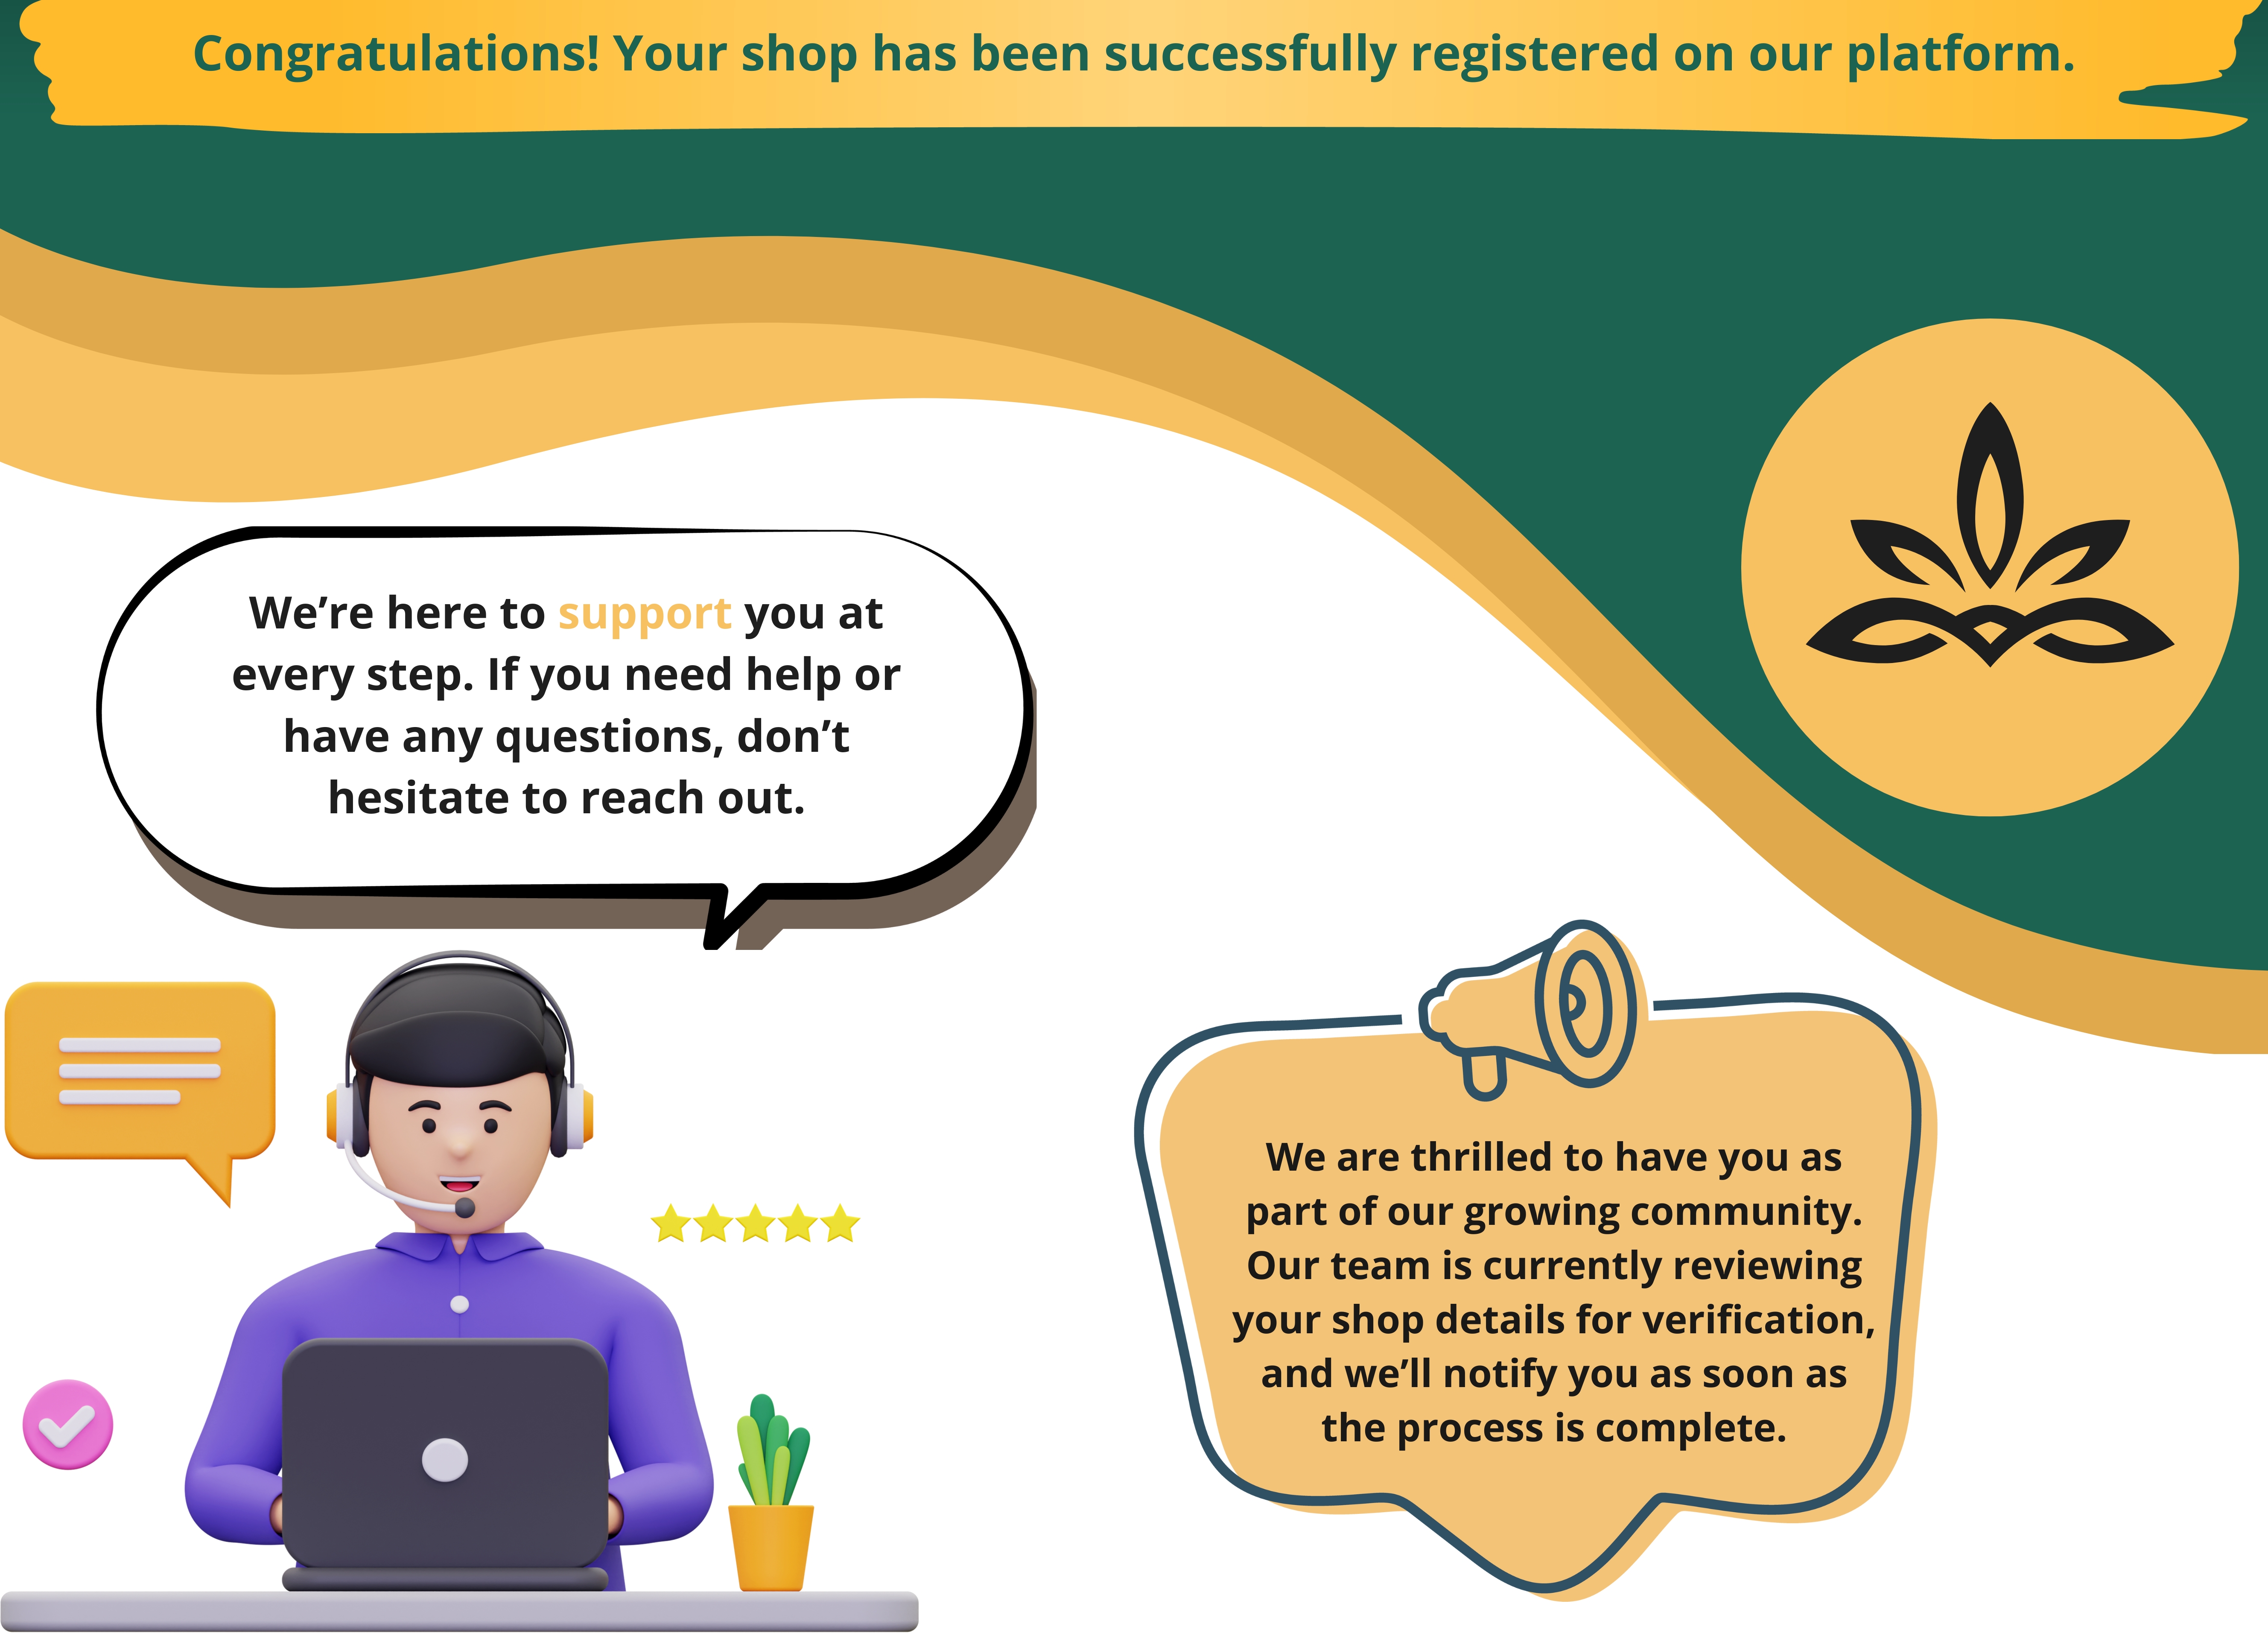 Congratulations! Your shop has been successfully registered on our platform.
We’re here to support you at
every step. If you need help or
have any questions, don’t
hesitate to reach out.
We are thrilled to have you as
part of our growing community.
Our team is currently reviewing
your shop details for verification,
and we’ll notify you as soon as
the process is complete.